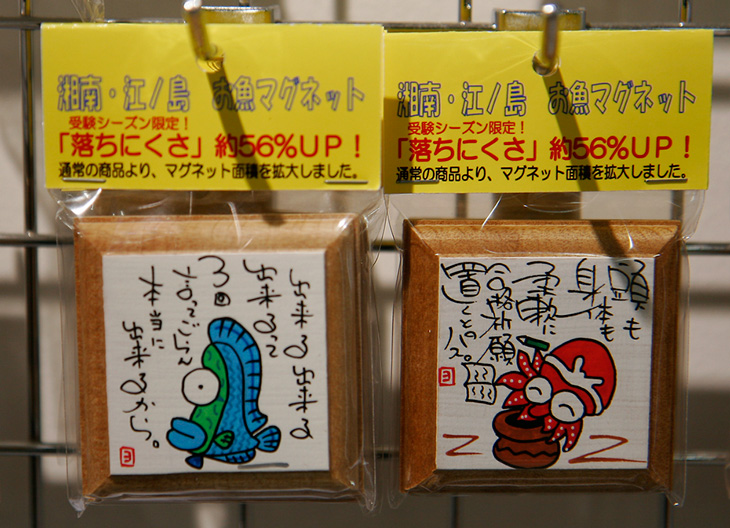 湘南・江ノ島 お魚マグネット
受験シーズン限定!
「落ちにくさ」約56%UP!
通常の商品より、マグネット面積を拡大しました。
出来る出来る
出来るって
3回
言ってごらん
本当に
出来るから。
ヨ
湘南・江ノ島 お魚マグネット
受験シーズン限定!
「落ちにくさ」約56%UP!
通常の商品より、マグネット面積を拡大しました。
頭も
身体も
柔軟に
合格祈願
置くとパス。
ヨ